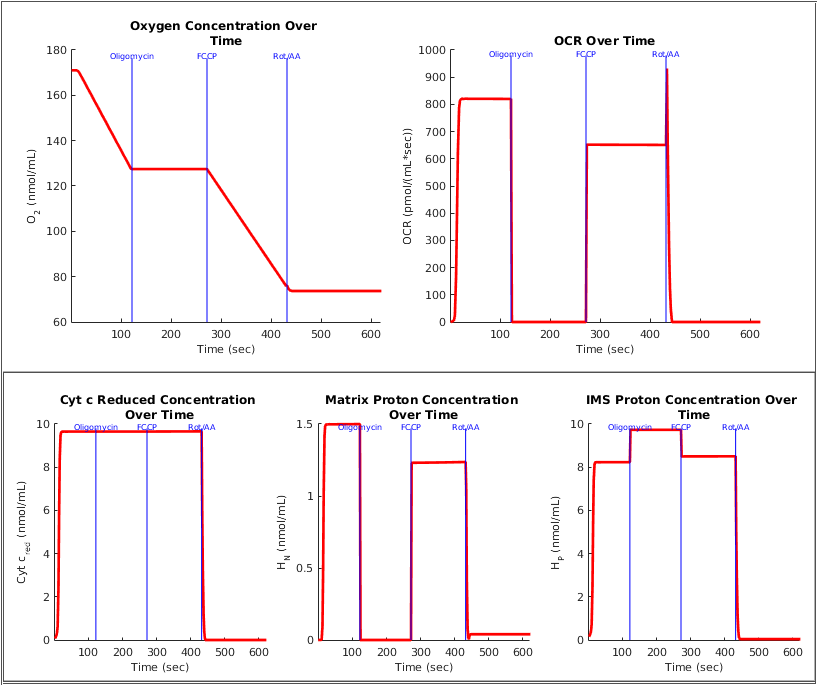 Oxygen Concentration Over
Time
180
160
140
120
100
80
60
Oligomycin
FCCP
Rot/AA
O2 (nmol/mL)
100 200 300 400 500 600
Time (sec)
OCR Over Time
1000
900
800
700
600
500
400
300
200
100
0
Oligomycin
FCCP
Rot/AA
OCR (pmol/(mL*sec))
100 200 300 400 500 600
Time (sec)
Cyt c Reduced Concentration
Over Time
10
8
6
4
2
0
Oligomycin
FCCP
Rot/AA
Cyt c red (nmol/mL)
100 200 300 400 500 600
Time (sec)
Matrix Proton Concentration
Over Time
1.5
1
0.5
0
Oligomycin
FCCP
Rot/AA
HN (nmol/mL)
100 200 300 400 500 600
Time (sec)
IMS Proton Concentration Over
Time
10
8
6
4
2
0
Oligomycin
FCCP
Rot/AA
HP (nmol/mL)
100 200 300 400 500 600
Time (sec)